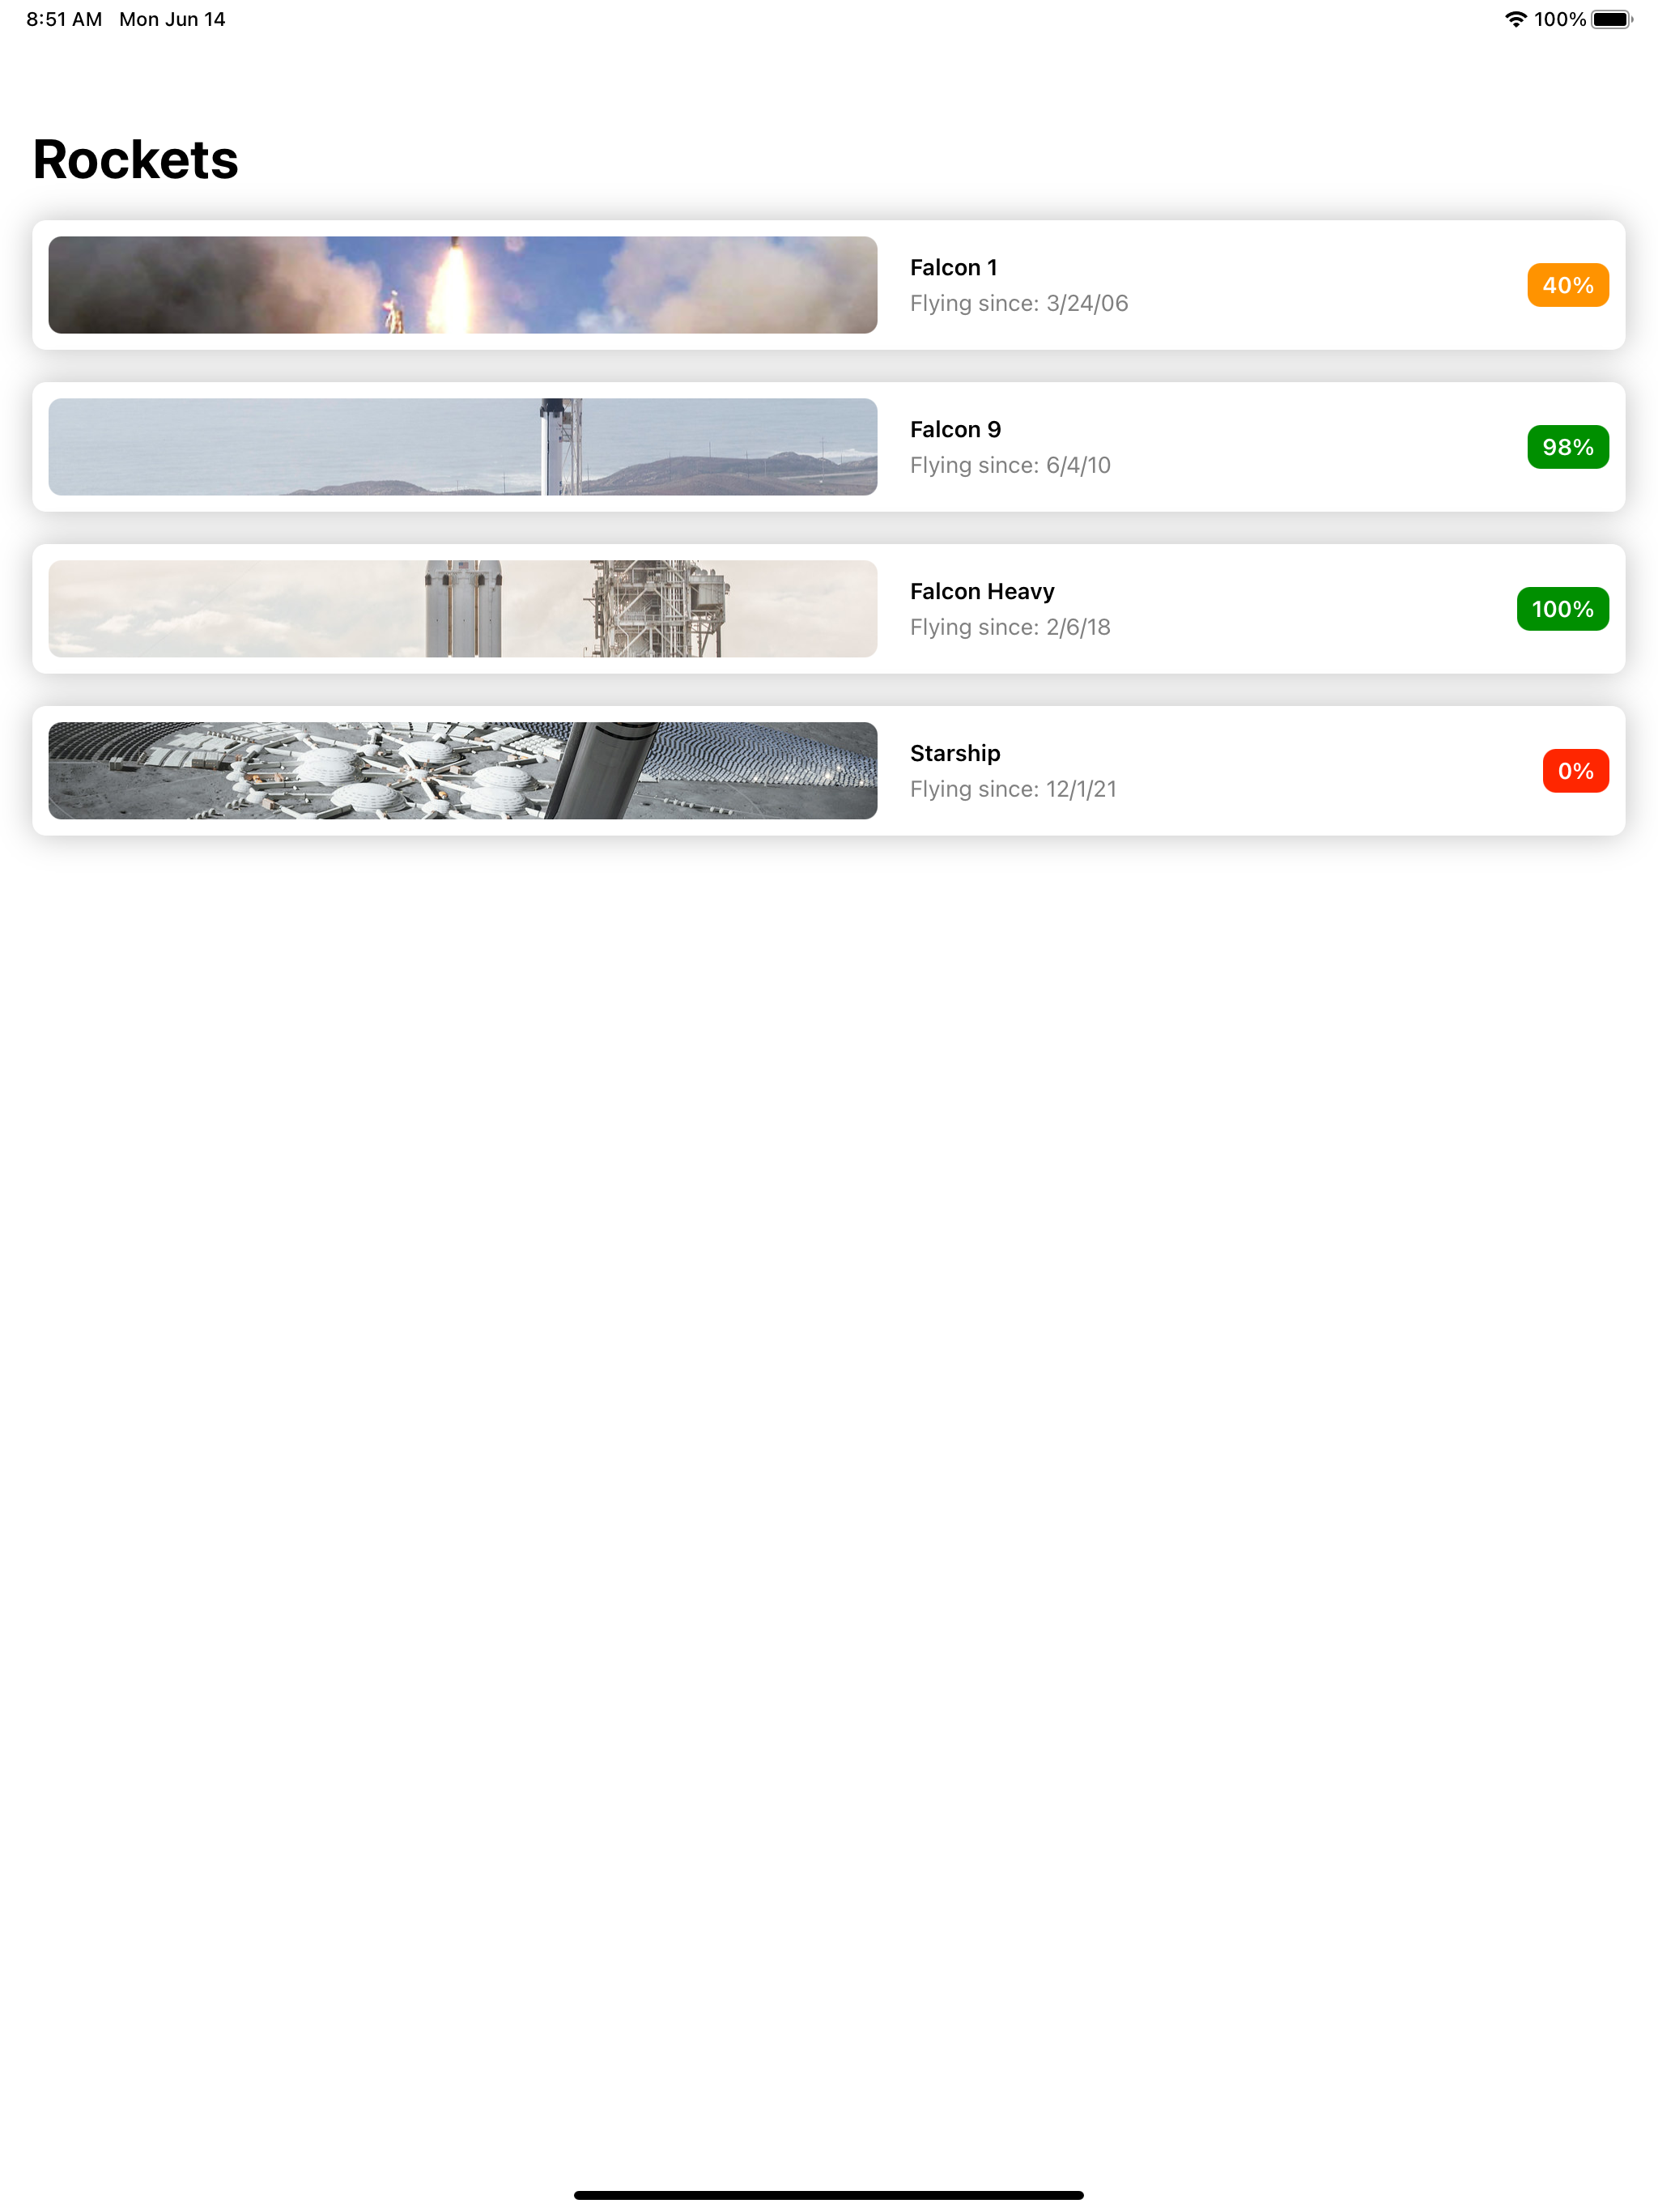 8:51 AM Mon Jun 14 100%
Rockets
Falcon 1
Flying since: 3/24/06
40%
Falcon 9
Flying since: 6/4/10
98%
Falcon Heavy
Flying since: 2/6/18
100%
Starship
Flying since: 12/1/21
0%